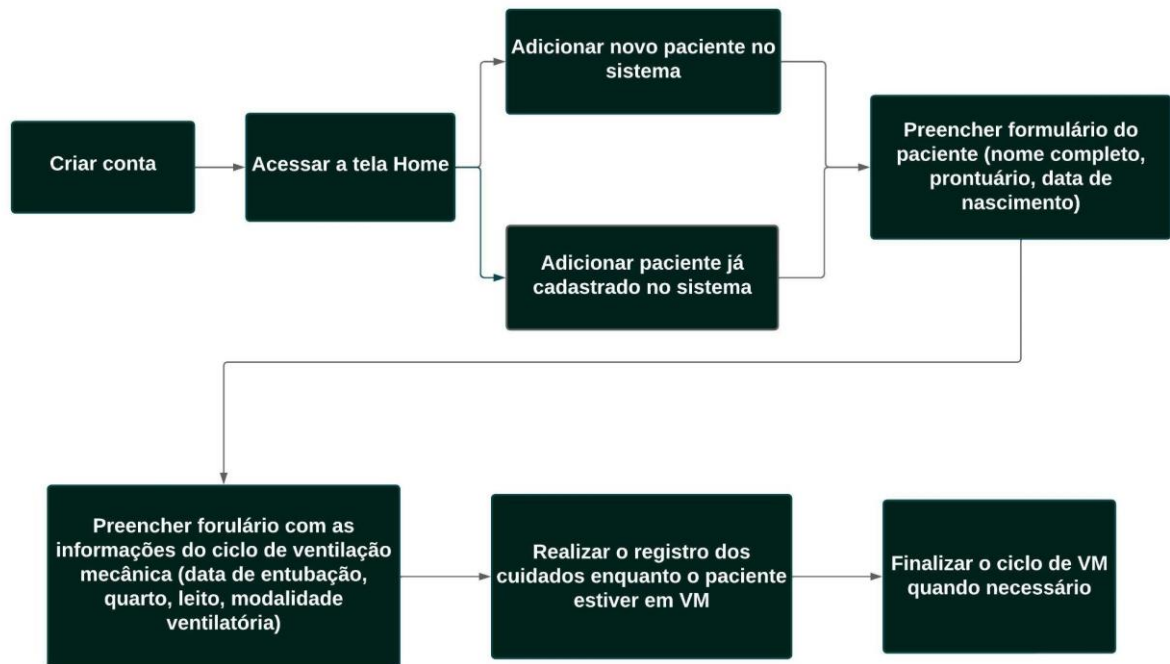 Criar conta
Acessar a tela Home
Adicionar novo paciente no
sistema
Adicionar paciente já
cadastrado no sistema
Preencher formulário do
paciente (nome completo,
prontuário, data de
nascimento)
Preencher forulário com as
informações do ciclo de ventilação
mecânica (data de entubação,
quarto, leito, modalidade
ventilatória)
Realizar o registro dos
cuidados enquanto o paciente
estiver em VM
Finalizar o ciclo de VM
quando necessário